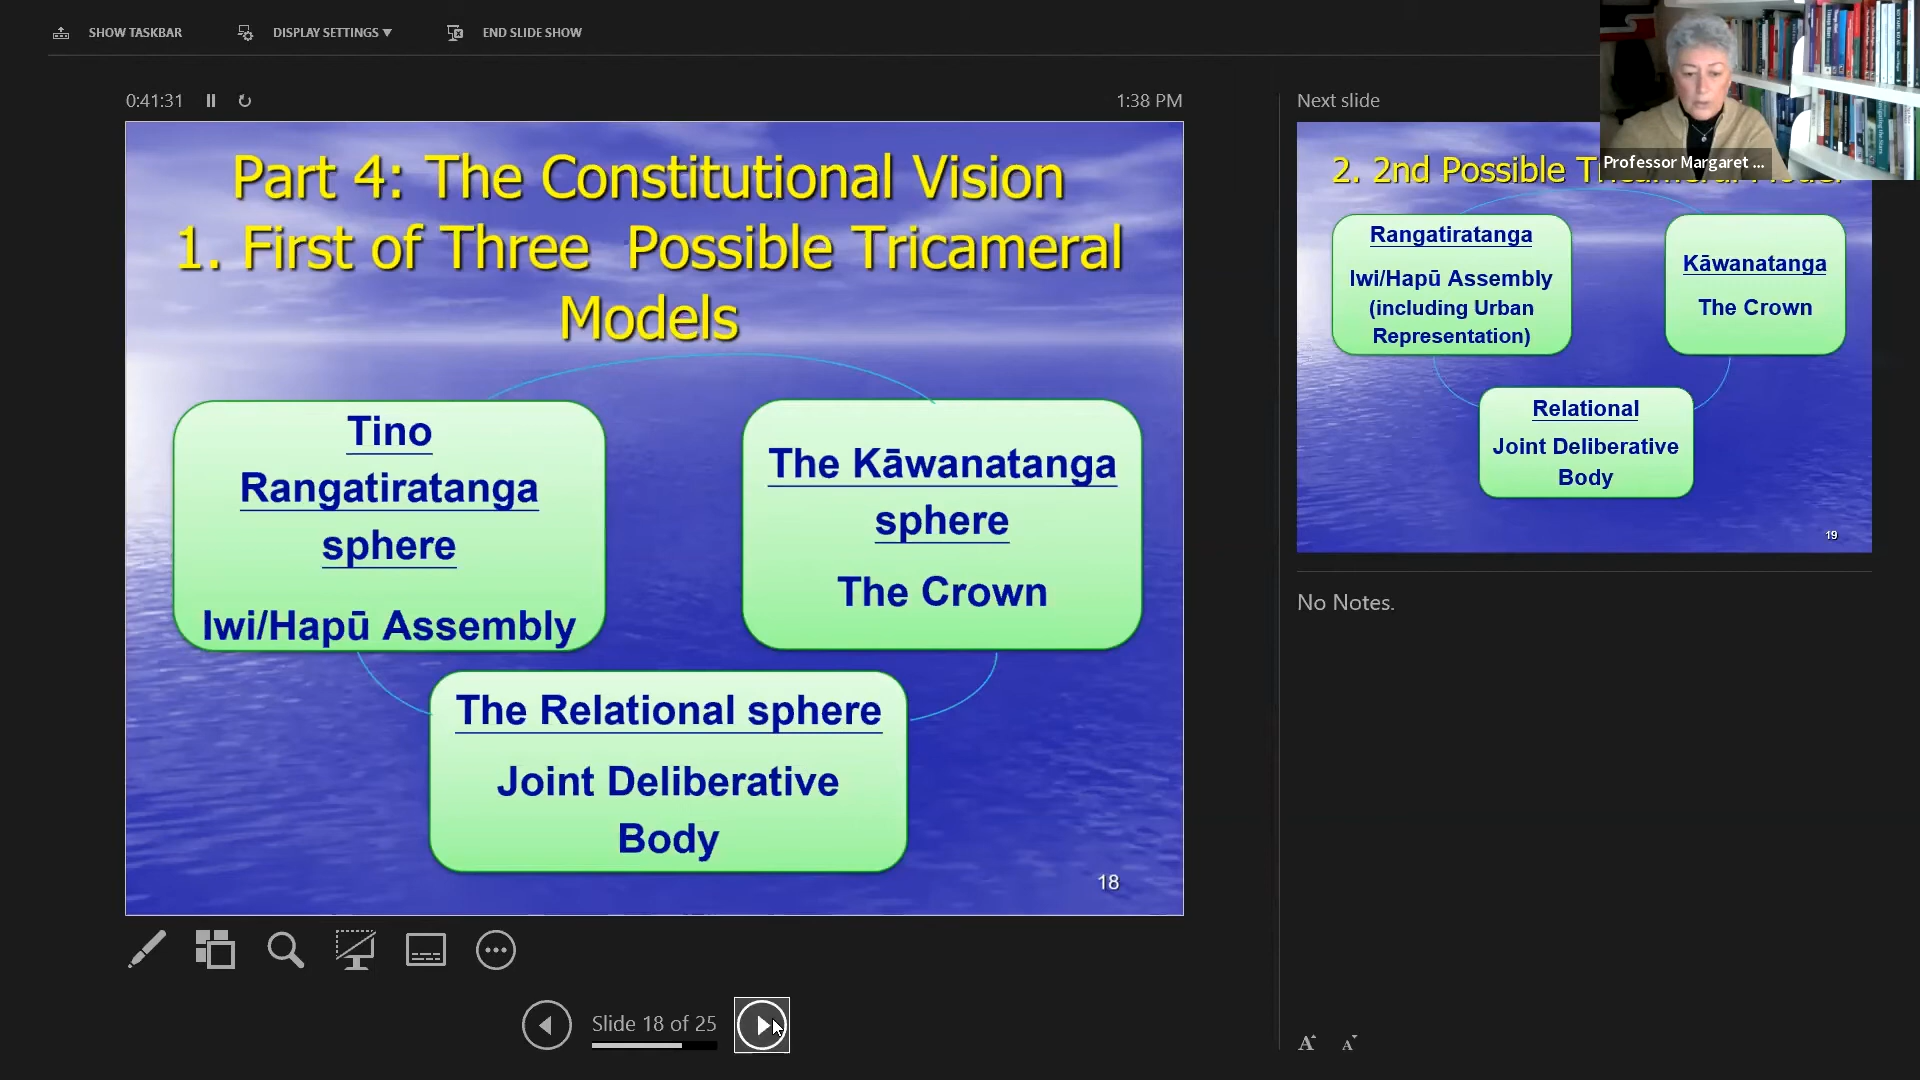 SHOW TASKBAR
DISPLAY SETTINGS ▼
END SLIDE SHOW
0:41:31
1:38 PM
Part 4: The Constitutional Vision
1. First of Three Possible Tricameral
Models
Tino
Rangatiratanga
sphere
Iwi/Hapū Assembly
The Kāwanatanga
sphere
The Crown
The Relational sphere
Joint Deliberative
Body
18
Slide 18 of 25
Next slide
Professor Margaret ...
2. 2nd Possible
Rangatiratanga
Iwi/Hapū Assembly
(including Urban
Representation)
Kāwanatanga
The Crown
Relational
Joint Deliberative
Body
19
No Notes.
A
A